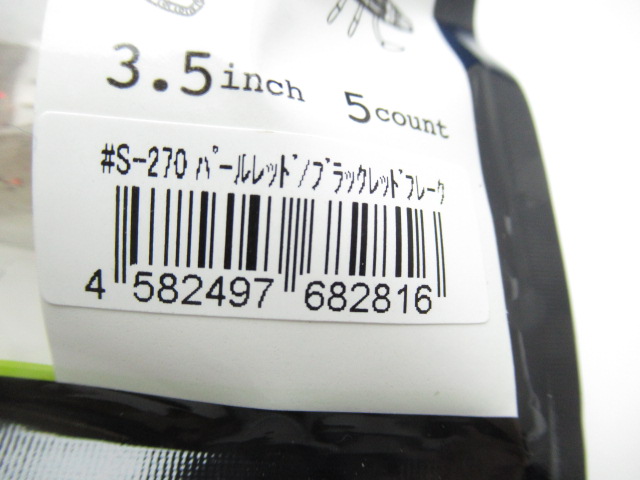 3.5inch 5count
#S-270 ﾊﾟｰﾙﾚｯﾄﾞ/ﾌﾞﾗｯｸﾚｯﾄﾞﾌﾚｰｸ
4 582497 682816